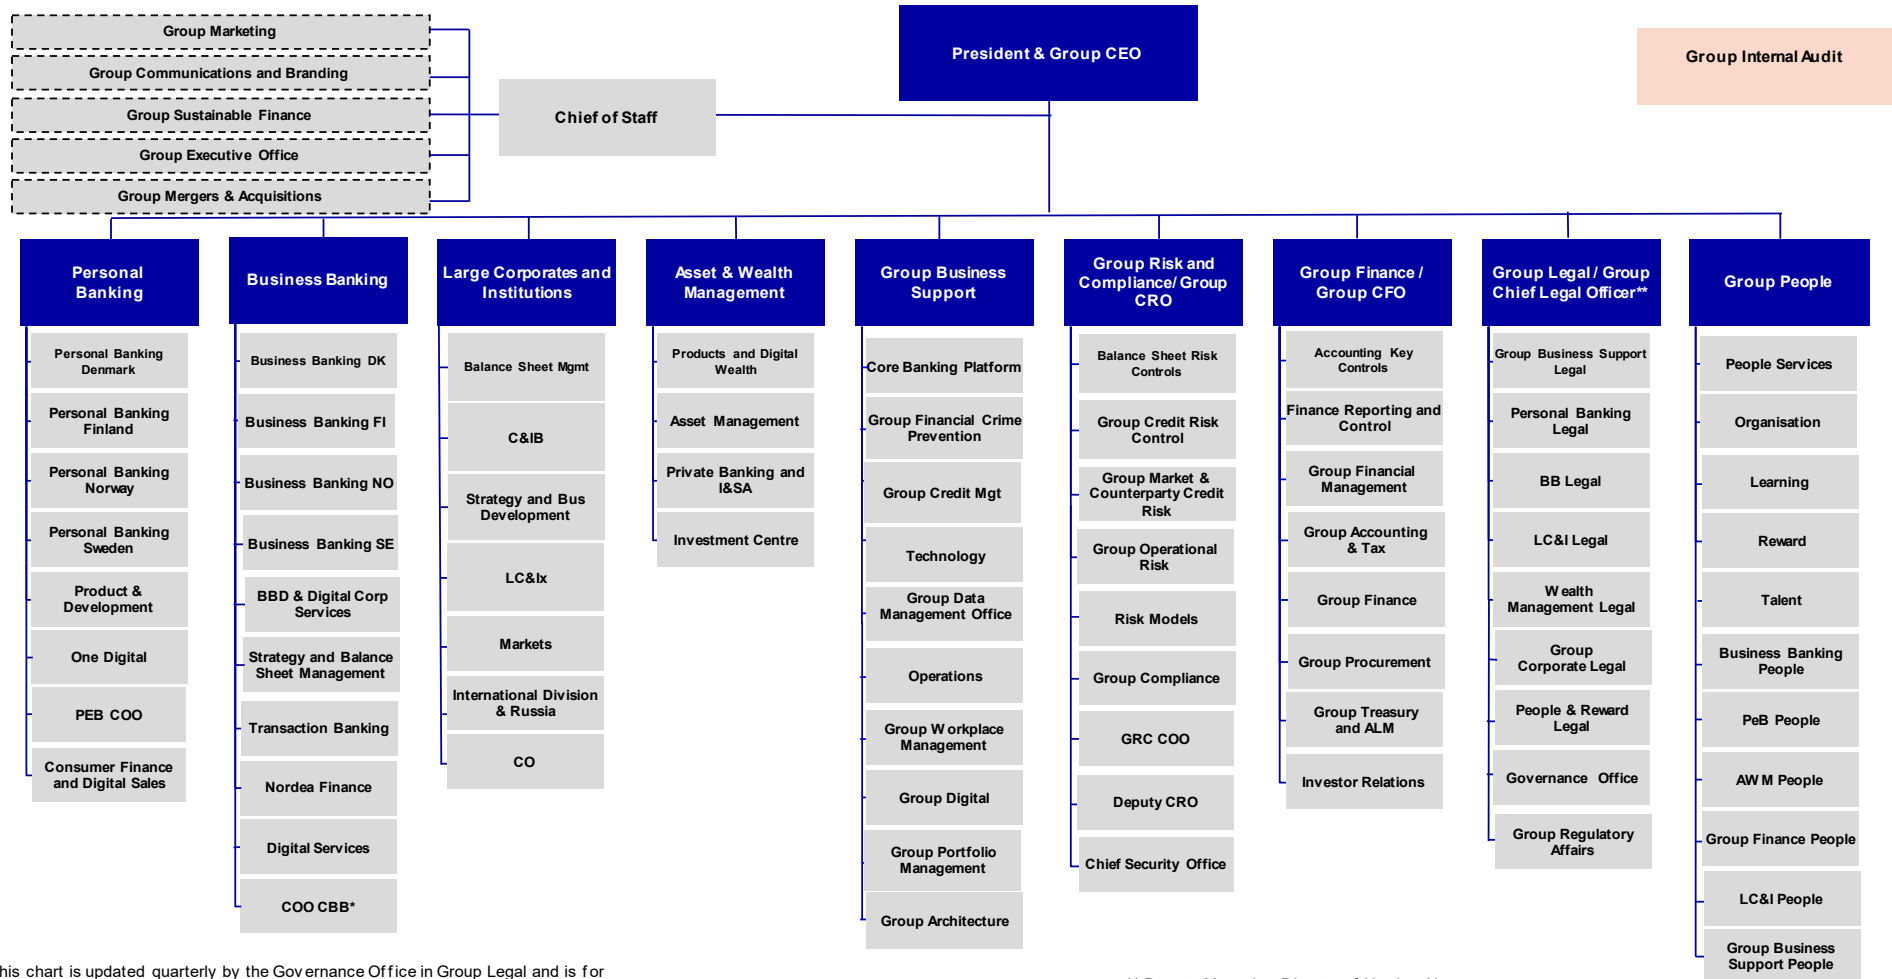 Group Marketing
Group Communications and Branding
Group Sustainable Finance
Group Executive Office
Group Mergers & Acquisitions
Chief of Staff
President & Group CEO
Group Internal Audit
Personal
Banking
Personal Banking
Denmark
Personal Banking
Finland
Personal Banking
Norway
Personal Banking
Sweden
Product &
Development
One Digital
PEB COO
Consumer Finance
and Digital Sales
Business Banking
Business Banking DK
Business Banking FI
Business Banking NO
Business Banking SE
BBD & Digital Corp
Services
Strategy and Balance
Sheet Management
Transaction Banking
Nordea Finance
Digital Services
COO CBB*
Large Corporates and
Institutions
Balance Sheet Mgmt
C&IB
Strategy and Bus
Development
LC&Ix
Markets
International Division
& Russia
CO
Asset & Wealth
Management
Products and Digital
Wealth
Asset Management
Private Banking and
I&SA
Investment Centre
Group Business
Support
Core Banking Platform
Group Financial Crime
Prevention
Group Credit Mgt
Technology
Group Data
Management Office
Operations
Group Workplace
Management
Group Digital
Group Portfolio
Management
Group Architecture
Group Risk and
Compliance/ Group
CRO
Balance Sheet Risk
Controls
Group Credit Risk
Control
Group Market &
Counterparty Credit
Risk
Group Operational
Risk
Risk Models
Group Compliance
GRC COO
Deputy CRO
Chief Security Office
Group Finance /
Group CFO
Accounting Key
Controls
Finance Reporting and
Control
Group Financial
Management
Group Accounting
& Tax
Group Finance
Group Procurement
Group Treasury
and ALM
Investor Relations
Group Legal / Group
Chief Legal Officer**
Group Business Support
Legal
Personal Banking
Legal
BB Legal
LC&I Legal
Wealth
Management Legal
Group
Corporate Legal
People & Reward
Legal
Governance Office
Group Regulatory
Affairs
Group People
People Services
Organisation
Learning
Reward
Talent
Business Banking
People
PeB People
AWM People
Group Finance People
LC&I People
Group Business
Support People
his chart is updated quarterly by the Governance Office in Group Legal and is for